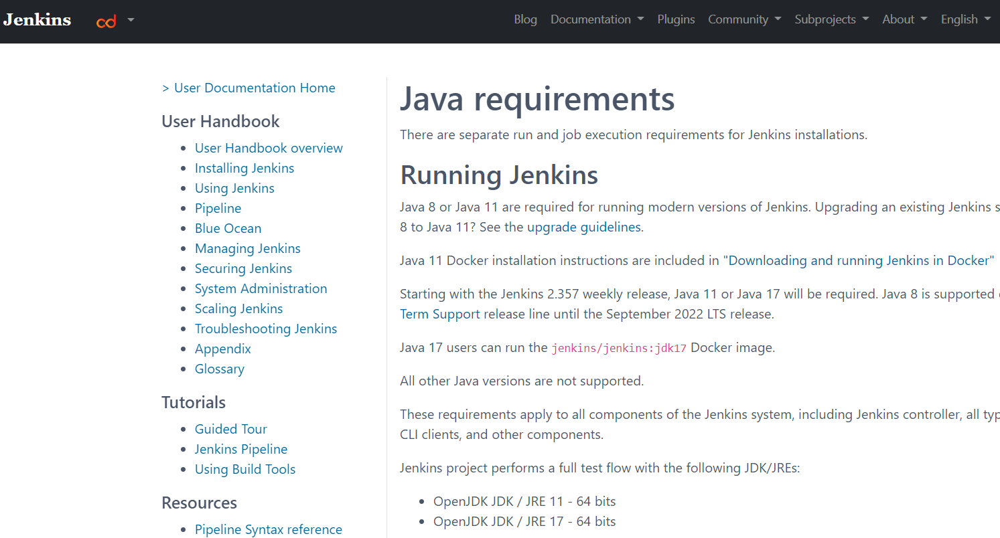 Jenkins
cd
Blog Documentation Plugins Community Subprojects About English
> User Documentation Home
User Handbook
User Handbook overview
Installing Jenkins
Using Jenkins
Pipeline
Blue Ocean
Managing Jenkins
Securing Jenkins
System Administration
Scaling Jenkins
Troubleshooting Jenkins
Appendix
Glossary
Tutorials
Guided Tour
Jenkins Pipeline
Using Build Tools
Resources
Pipeline Syntax reference
Java requirements
There are separate run and job execution requirements for Jenkins installations.
Running Jenkins
Java 8 or Java 11 are required for running modern versions of Jenkins. Upgrading an existing Jenkins
8 to Java 11? See the upgrade guidelines.
Java 11 Docker installation instructions are included in "Downloading and running Jenkins in Docker"
Starting with the Jenkins 2.357 weekly release, Java 11 or Java 17 will be required. Java 8 is supported
Term Support release line until the September 2022 LTS release.
Java 17 users can run the jenkins/jenkins:jdk17 Docker image.
All other Java versions are not supported.
These requirements apply to all components of the Jenkins system, including Jenkins controller, all
CLI clients, and other components.
Jenkins project performs a full test flow with the following JDK/JREs:
OpenJDK JDK / JRE 11 - 64 bits
OpenJDK JDK / JRE 17 - 64 bits